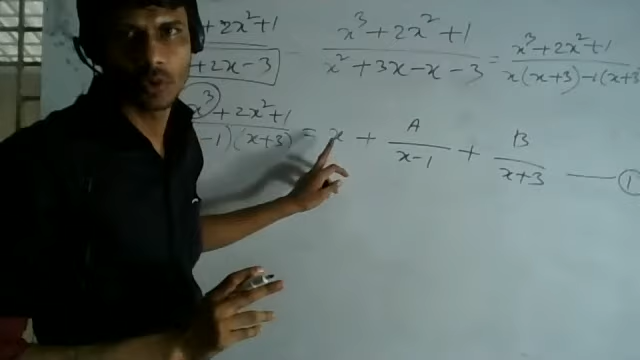 + 2x² + 1 / + 2x - 3   x³ + 2x² + 1 / x² + 3x - x - 3 = x³ + 2x² + 1 / x(x+3) - 1(x+3
x³ + 2x² + 1 / -1)(x+3) = x + A / x-1 + B / x+3 —— 1